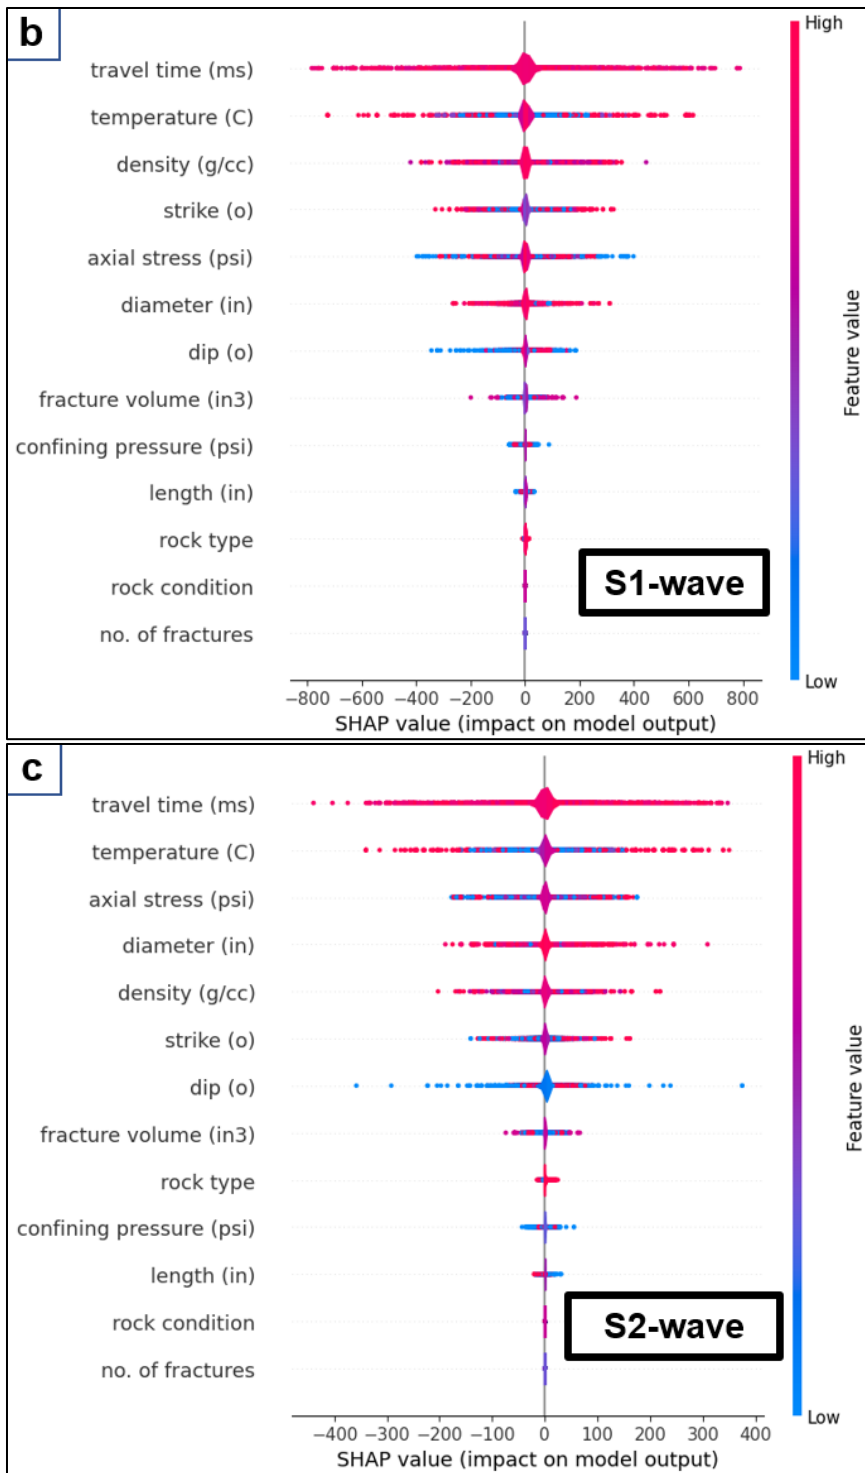 b
High
travel time (ms)
temperature (C)
density (g/cc)
strike (o)
axial stress (psi)
diameter (in)
dip (o)
fracture volume (in3)
confining pressure (psi)
length (in)
rock type
rock condition
no. of fractures
S1-wave
Feature value
Low
−800 −600 −400 −200 0 200 400 600 800
SHAP value (impact on model output)
c
High
travel time (ms)
temperature (C)
axial stress (psi)
diameter (in)
density (g/cc)
strike (o)
dip (o)
fracture volume (in3)
rock type
confining pressure (psi)
length (in)
rock condition
no. of fractures
S2-wave
Feature value
Low
−400 −300 −200 −100 0 100 200 300 400
SHAP value (impact on model output)